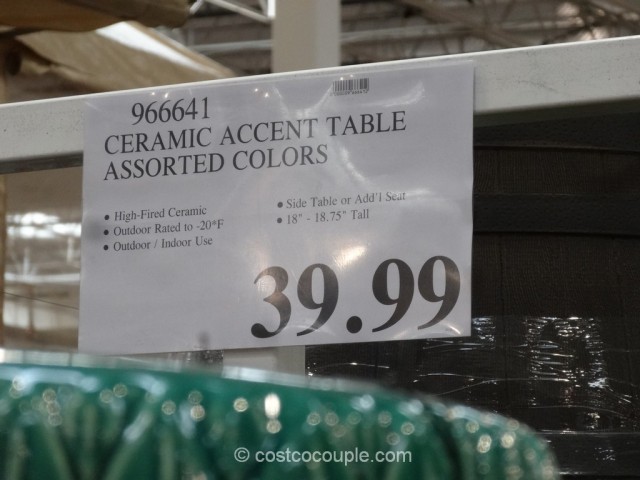 966641
CERAMIC ACCENT TABLE
ASSORTED COLORS
• High-Fired Ceramic
• Outdoor Rated to -20*F
• Outdoor / Indoor Use
• Side Table or Add'l Seat
• 18" - 18.75" Tall
39.99
© costcocouple.com